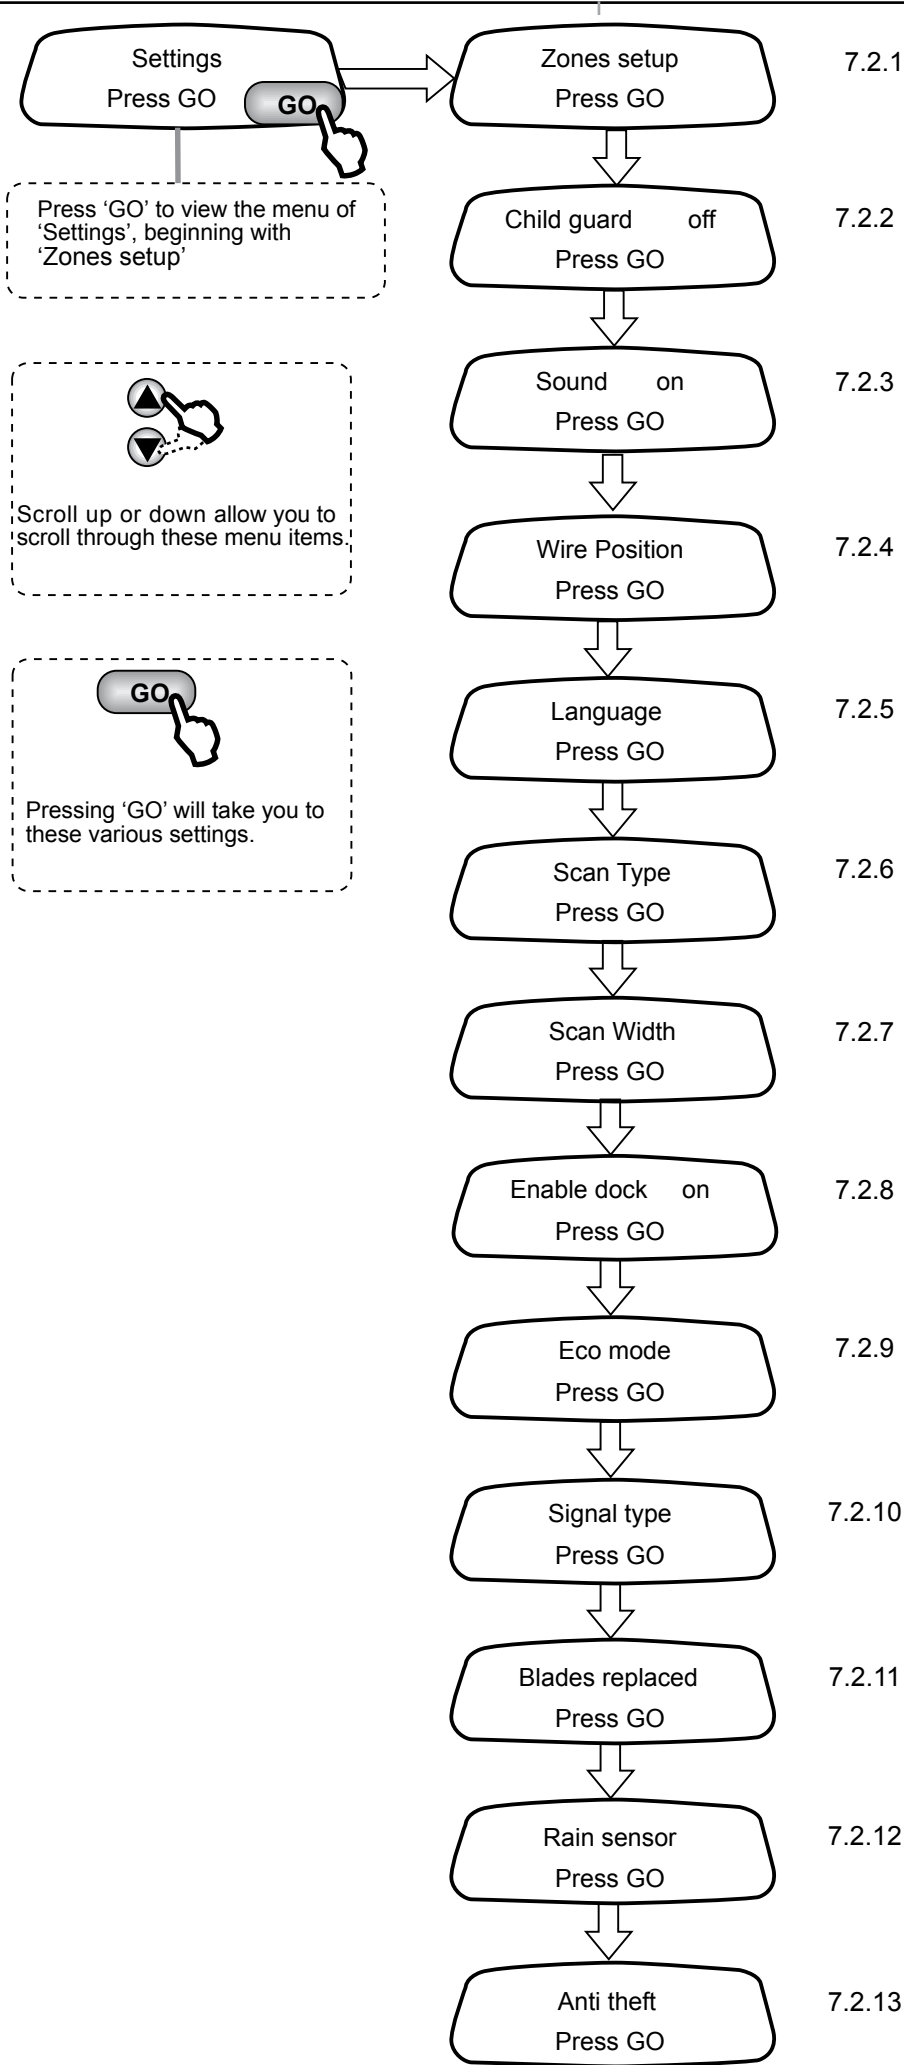 Settings
Press GO
GO
Press ‘GO’ to view the menu of
‘Settings’, beginning with
‘Zones setup’
Scroll up or down allow you to
scroll through these menu items.
GO
Pressing ‘GO’ will take you to
these various settings.
Zones setup
Press GO
7.2.1
Child guard off
Press GO
7.2.2
Sound on
Press GO
7.2.3
Wire Position
Press GO
7.2.4
Language
Press GO
7.2.5
Scan Type
Press GO
7.2.6
Scan Width
Press GO
7.2.7
Enable dock on
Press GO
7.2.8
Eco mode
Press GO
7.2.9
Signal type
Press GO
7.2.10
Blades replaced
Press GO
7.2.11
Rain sensor
Press GO
7.2.12
Anti theft
Press GO
7.2.13